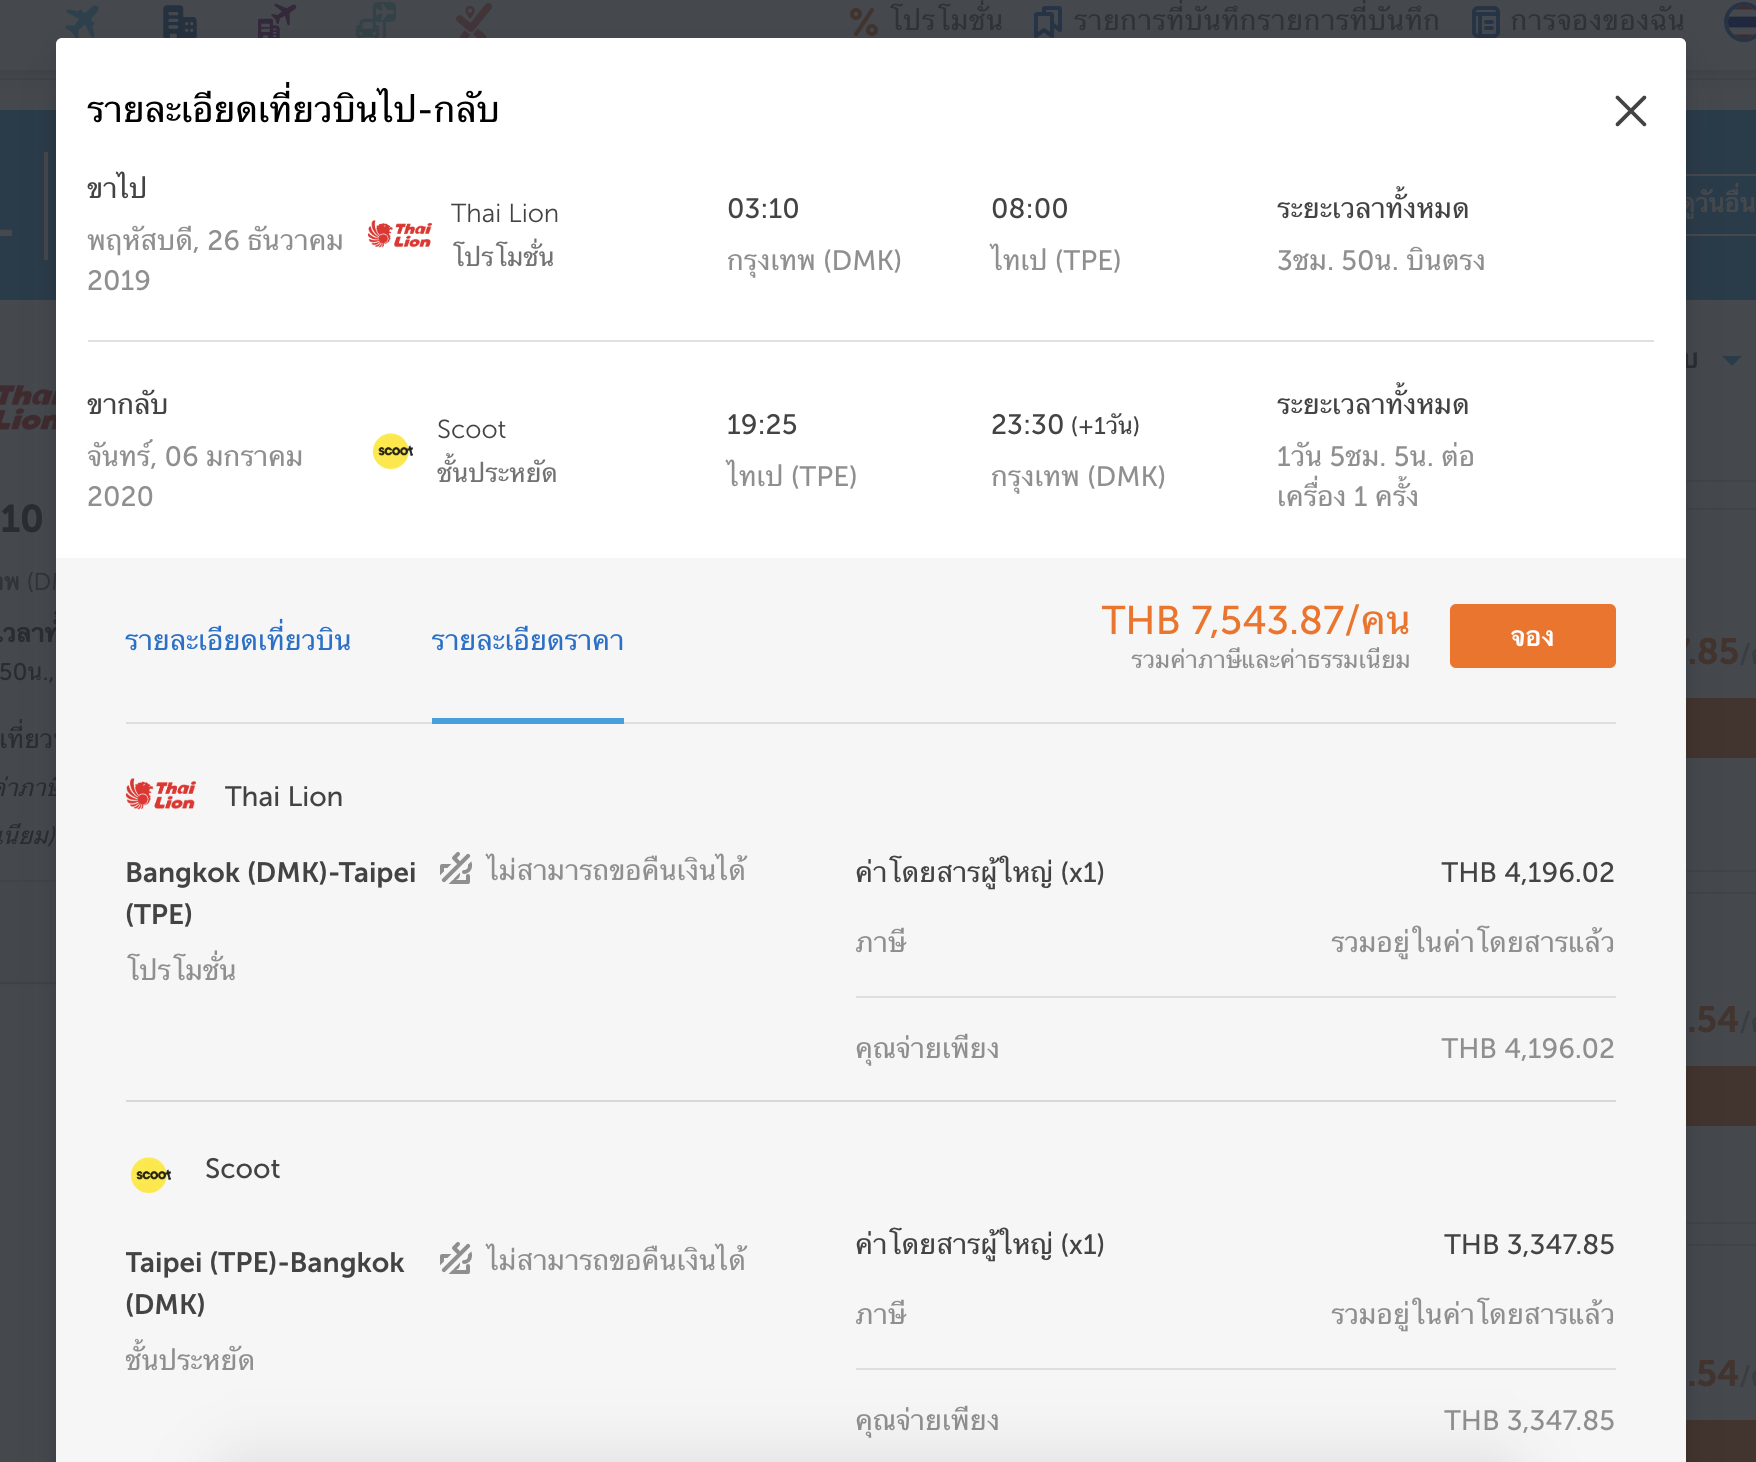 โปรโมชั่น
รายการที่บันทึกรายการที่บันทึก
การจองของฉัน
รายละเอียดเที่ยวบินไป-กลับ
ขาไป
พฤหัสบดี, 26 ธันวาคม
2019
Thai Lion
Thai Lion
โปรโมชั่น
03:10
กรุงเทพ (DMK)
08:00
ไทเป (TPE)
ระยะเวลาทั้งหมด
3ชม. 50น. บินตรง
ขากลับ
จันทร์, 06 มกราคม
2020
scoot
Scoot
ชั้นประหยัด
19:25
ไทเป (TPE)
23:30 (+1วัน)
กรุงเทพ (DMK)
ระยะเวลาทั้งหมด
1วัน 5ชม. 5น. ต่อ
เครื่อง 1 ครั้ง
รายละเอียดเที่ยวบิน
รายละเอียดราคา
THB 7,543.87/คน
รวมค่าภาษีและค่าธรรมเนียม
จอง
Thai Lion
Thai Lion
Bangkok (DMK)-Taipei
(TPE)
โปรโมชั่น
ไม่สามารถขอคืนเงินได้
ค่าโดยสารผู้ใหญ่ (x1)
THB 4,196.02
ภาษี
รวมอยู่ในค่าโดยสารแล้ว
คุณจ่ายเพียง
THB 4,196.02
scoot
Scoot
Taipei (TPE)-Bangkok
(DMK)
ชั้นประหยัด
ไม่สามารถขอคืนเงินได้
ค่าโดยสารผู้ใหญ่ (x1)
THB 3,347.85
ภาษี
รวมอยู่ในค่าโดยสารแล้ว
คุณจ่ายเพียง
THB 3,347.85